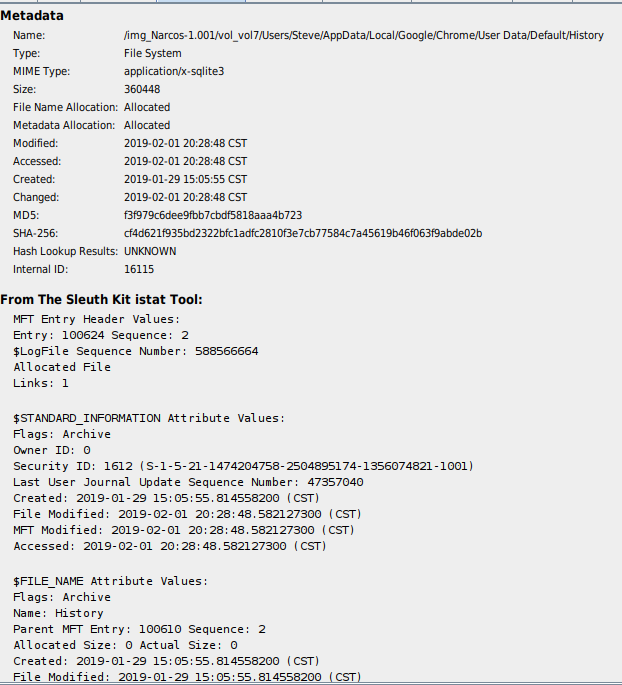 Metadata
Name: /img_Narcos-1.001/vol_vol7/Users/Steve/AppData/Local/Google/Chrome/User Data/Default/History
Type: File System
MIME Type: application/x-sqlite3
Size: 360448
File Name Allocation: Allocated
Metadata Allocation: Allocated
Modified: 2019-02-01 20:28:48 CST
Accessed: 2019-02-01 20:28:48 CST
Created: 2019-01-29 15:05:55 CST
Changed: 2019-02-01 20:28:48 CST
MD5: f3f979c6dee9fbb7cbdf5818aaa4b723
SHA-256: cf4d621f935bd2322bfc1adfc2810f3e7cb77584c7a45619b46f063f9abde02b
Hash Lookup Results: UNKNOWN
Internal ID: 16115
From The Sleuth Kit istat Tool:
MFT Entry Header Values:
Entry: 100624 Sequence: 2
$LogFile Sequence Number: 588566664
Allocated File
Links: 1
$STANDARD_INFORMATION Attribute Values:
Flags: Archive
Owner ID: 0
Security ID: 1612 (S-1-5-21-1474204758-2504895174-1356074821-1001)
Last User Journal Update Sequence Number: 47357040
Created: 2019-01-29 15:05:55.814558200 (CST)
File Modified: 2019-02-01 20:28:48.582127300 (CST)
MFT Modified: 2019-02-01 20:28:48.582127300 (CST)
Accessed: 2019-02-01 20:28:48.582127300 (CST)
$FILE_NAME Attribute Values:
Flags: Archive
Name: History
Parent MFT Entry: 100610 Sequence: 2
Allocated Size: 0 Actual Size: 0
Created: 2019-01-29 15:05:55.814558200 (CST)
File Modified: 2019-01-29 15:05:55.814558200 (CST)